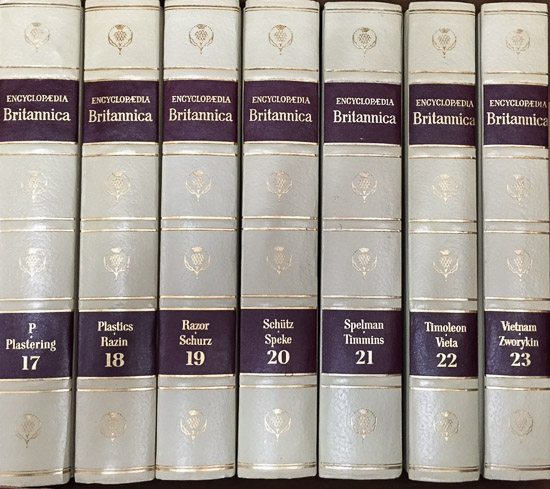 ENCYCLOPÆDIA
Britannica
P
Plastering
17
ENCYCLOPÆDIA
Britannica
Plastics
Razin
18
ENCYCLOPÆDIA
Britannica
Razor
Schurz
19
ENCYCLOPÆDIA
Britannica
Schütz
Speke
20
ENCYCLOPÆDIA
Britannica
Spelman
Timmins
21
ENCYCLOPÆDIA
Britannica
Timoleon
Vieta
22
ENCYCLOPÆDIA
Britannica
Vietnam
Zworykin
23